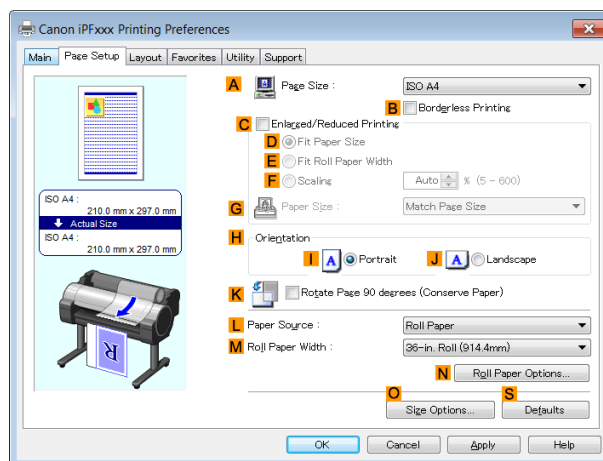 Canon iPFxxx Printing Preferences
Main Page Setup Layout Favorites Utility Support
A Page Size : ISO A4
B Borderless Printing
C Enlarged/Reduced Printing
D Fit Paper Size
E Fit Roll Paper Width
F Scaling Auto % (5 - 600)
G Paper Size : Match Page Size
ISO A4 :
210.0 mm x 297.0 mm
Actual Size
ISO A4 :
210.0 mm x 297.0 mm
H Orientation
I A Portrait J A Landscape
K Rotate Page 90 degrees (Conserve Paper)
L Paper Source : Roll Paper
M Roll Paper Width : 36-in. Roll (914.4mm)
R
N Roll Paper Options...
O S
Size Options... Defaults
OK Cancel Apply Help